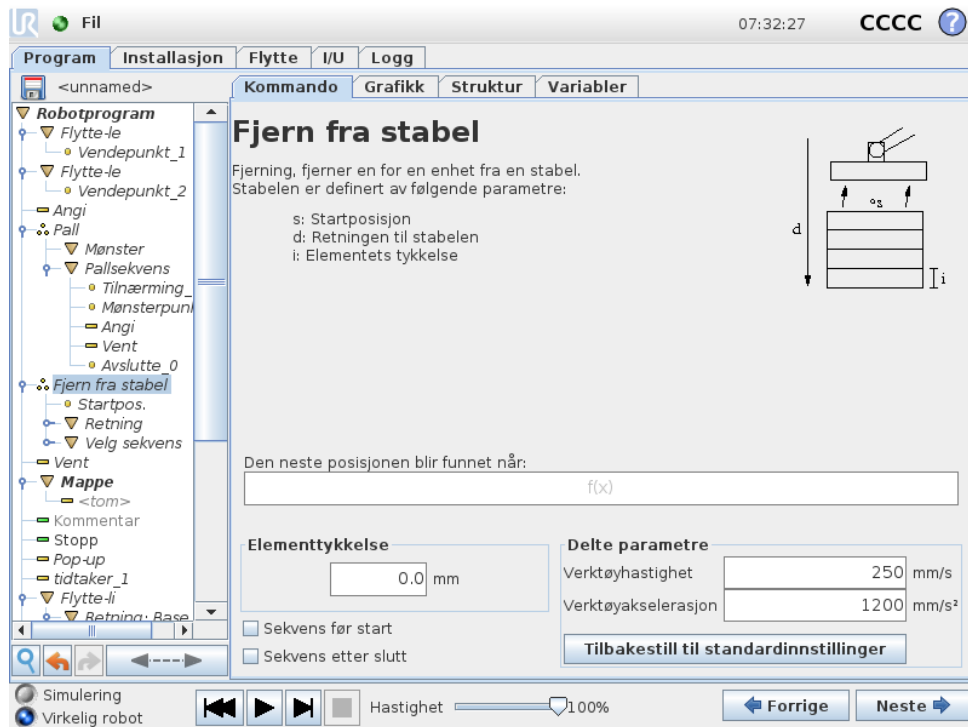 UR Fil 07:32:27 CCCC ?
Program Installasjon Flytte I/U Logg
<unnamed>
Kommando Grafikk Struktur Variabler
Robotprogram
Flytte-le
Vendepunkt_1
Flytte-le
Vendepunkt_2
Angi
Pall
Mønster
Pallsekvens
Tilnærming_
Mønsterpun
Angi
Vent
Avslutte_0
Fjern fra stabel
Startpos.
Retning
Velg sekvens
Vent
Mappe
<tom>
Kommentar
Stopp
Pop-up
tidtaker_1
Flytte-li
Retning: Base
Fjern fra stabel
Fjerning, fjerner en for en enhet fra en stabel.
Stabelen er definert av følgende parametre:
s: Startposisjon
d: Retningen til stabelen
i: Elementets tykkelse
s
d
i
Den neste posisjonen blir funnet når:
f(x)
Elementtykkelse
0.0 mm
Sekvens før start
Sekvens etter slutt
Delte parametre
Verktøyhastighet 250 mm/s
Verktøyakselerasjon 1200 mm/s²
Tilbakestill til standardinnstillinger
Simulering
Virkelig robot
Hastighet 100%
Forrige
Neste